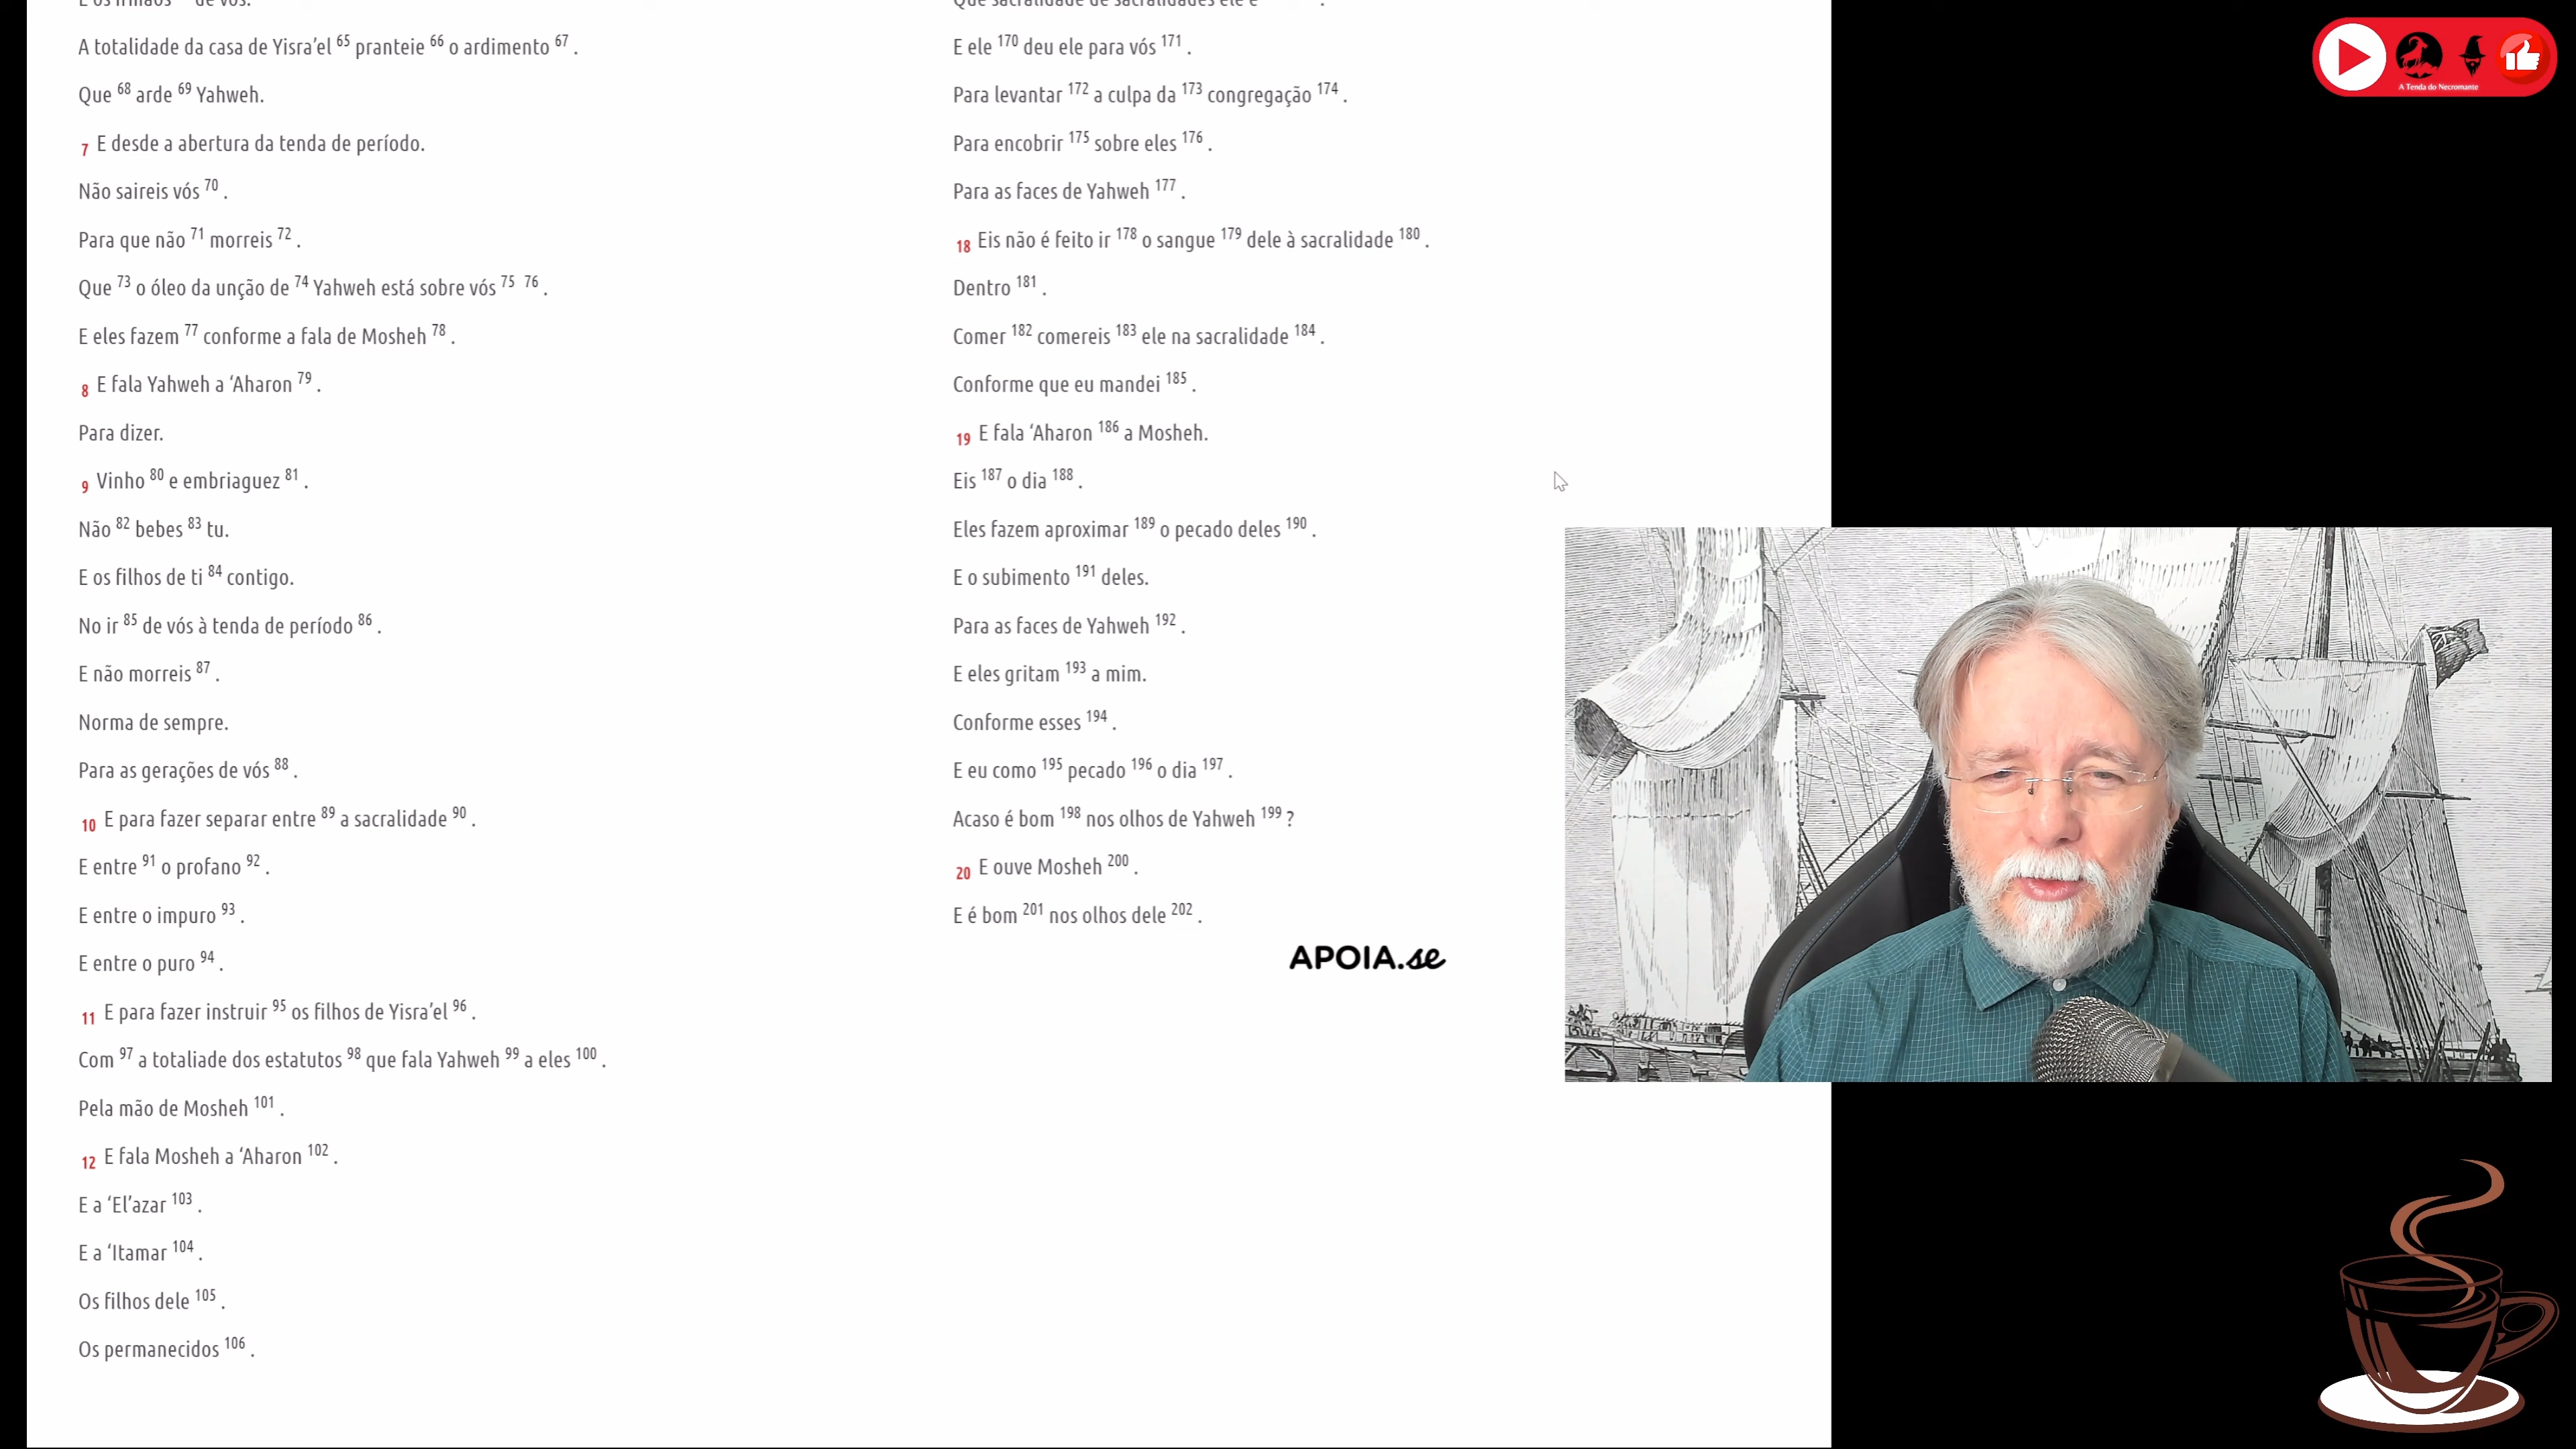 E os irmãos de vós.
A totalidade da casa de Yisra’el 65 pranteie 66 o ardimento 67 .
Que 68 arde 69 Yahweh.
7 E desde a abertura da tenda de período.
Não saireis vós 70 .
Para que não 71 morreis 72 .
Que 73 o óleo da unção de 74 Yahweh está sobre vós 75 76 .
E eles fazem 77 conforme a fala de Mosheh 78 .
8 E fala Yahweh a ‘Aharon 79 .
Para dizer.
9 Vinho 80 e embriaguez 81 .
Não 82 bebes 83 tu.
E os filhos de ti 84 contigo.
No ir 85 de vós à tenda de período 86 .
E não morreis 87 .
Norma de sempre.
Para as gerações de vós 88 .
10 E para fazer separar entre 89 a sacralidade 90 .
E entre 91 o profano 92 .
E entre o impuro 93 .
E entre o puro 94 .
11 E para fazer instruir 95 os filhos de Yisra’el 96 .
Com 97 a totaliade dos estatutos 98 que fala Yahweh 99 a eles 100 .
Pela mão de Mosheh 101 .
12 E fala Mosheh a ‘Aharon 102 .
E a ‘El’azar 103 .
E a ‘Itamar 104 .
Os filhos dele 105 .
Os permanecidos 106 .
Que sacralidade de sacralidades ele é .
E ele 170 deu ele para vós 171 .
Para levantar 172 a culpa da 173 congregação 174 .
Para encobrir 175 sobre eles 176 .
Para as faces de Yahweh 177 .
18 Eis não é feito ir 178 o sangue 179 dele à sacralidade 180 .
Dentro 181 .
Comer 182 comereis 183 ele na sacralidade 184 .
Conforme que eu mandei 185 .
19 E fala ‘Aharon 186 a Mosheh.
Eis 187 o dia 188 .
Eles fazem aproximar 189 o pecado deles 190 .
E o subimento 191 deles.
Para as faces de Yahweh 192 .
E eles gritam 193 a mim.
Conforme esses 194 .
E eu como 195 pecado 196 o dia 197 .
Acaso é bom 198 nos olhos de Yahweh 199 ?
20 E ouve Mosheh 200 .
E é bom 201 nos olhos dele 202 .
APOIA.se
A Tenda do Necromante